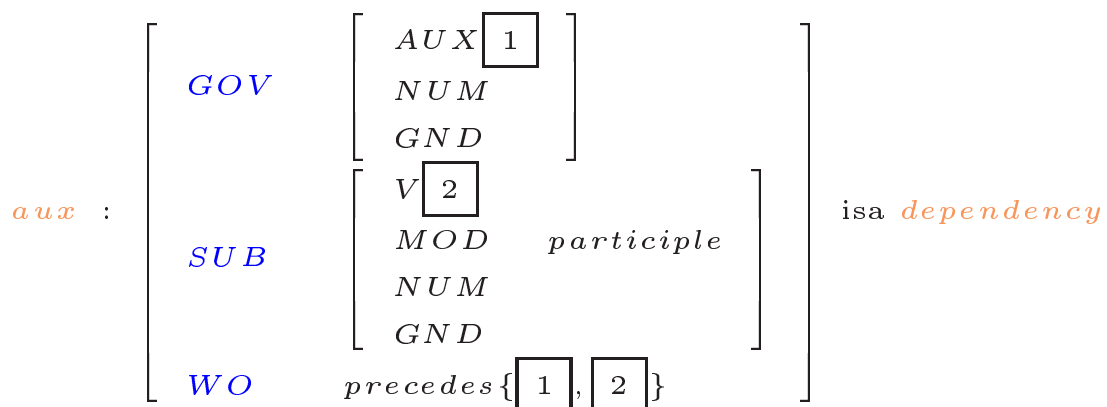 AUX 1
GOV NUM
GND
V 2
aux : MOD participle isa dependency
SUB
NUM
GND
WO precedes{ 1 , 2 }